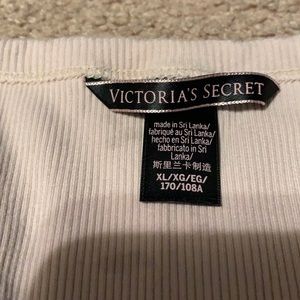 VICTORIA'S SECRET
made in Sri
Lanka/
fabriqué au Sri
Lanka/
hecho en Sri
Lanka/
fabbricato in Sri
Lanka/
斯里兰卡制造
XL/XG/EG/
170/108A